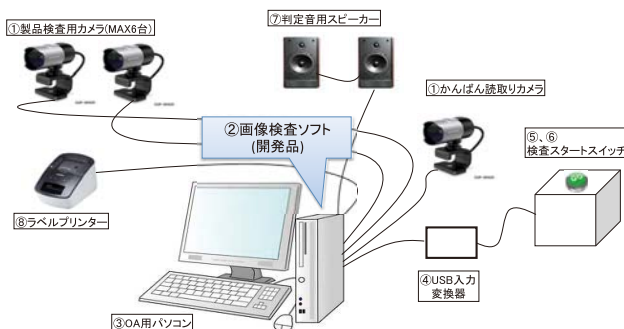 ⑦判定音用スピーカー
①製品検査用カメラ(MAX6台)
①かんばん読取りカメラ
②画像検査ソフト
(開発品)
⑤、⑥
検査スタートスイッチ
⑧ラベルプリンター
④USB入力
変換器
③OA用パソコン